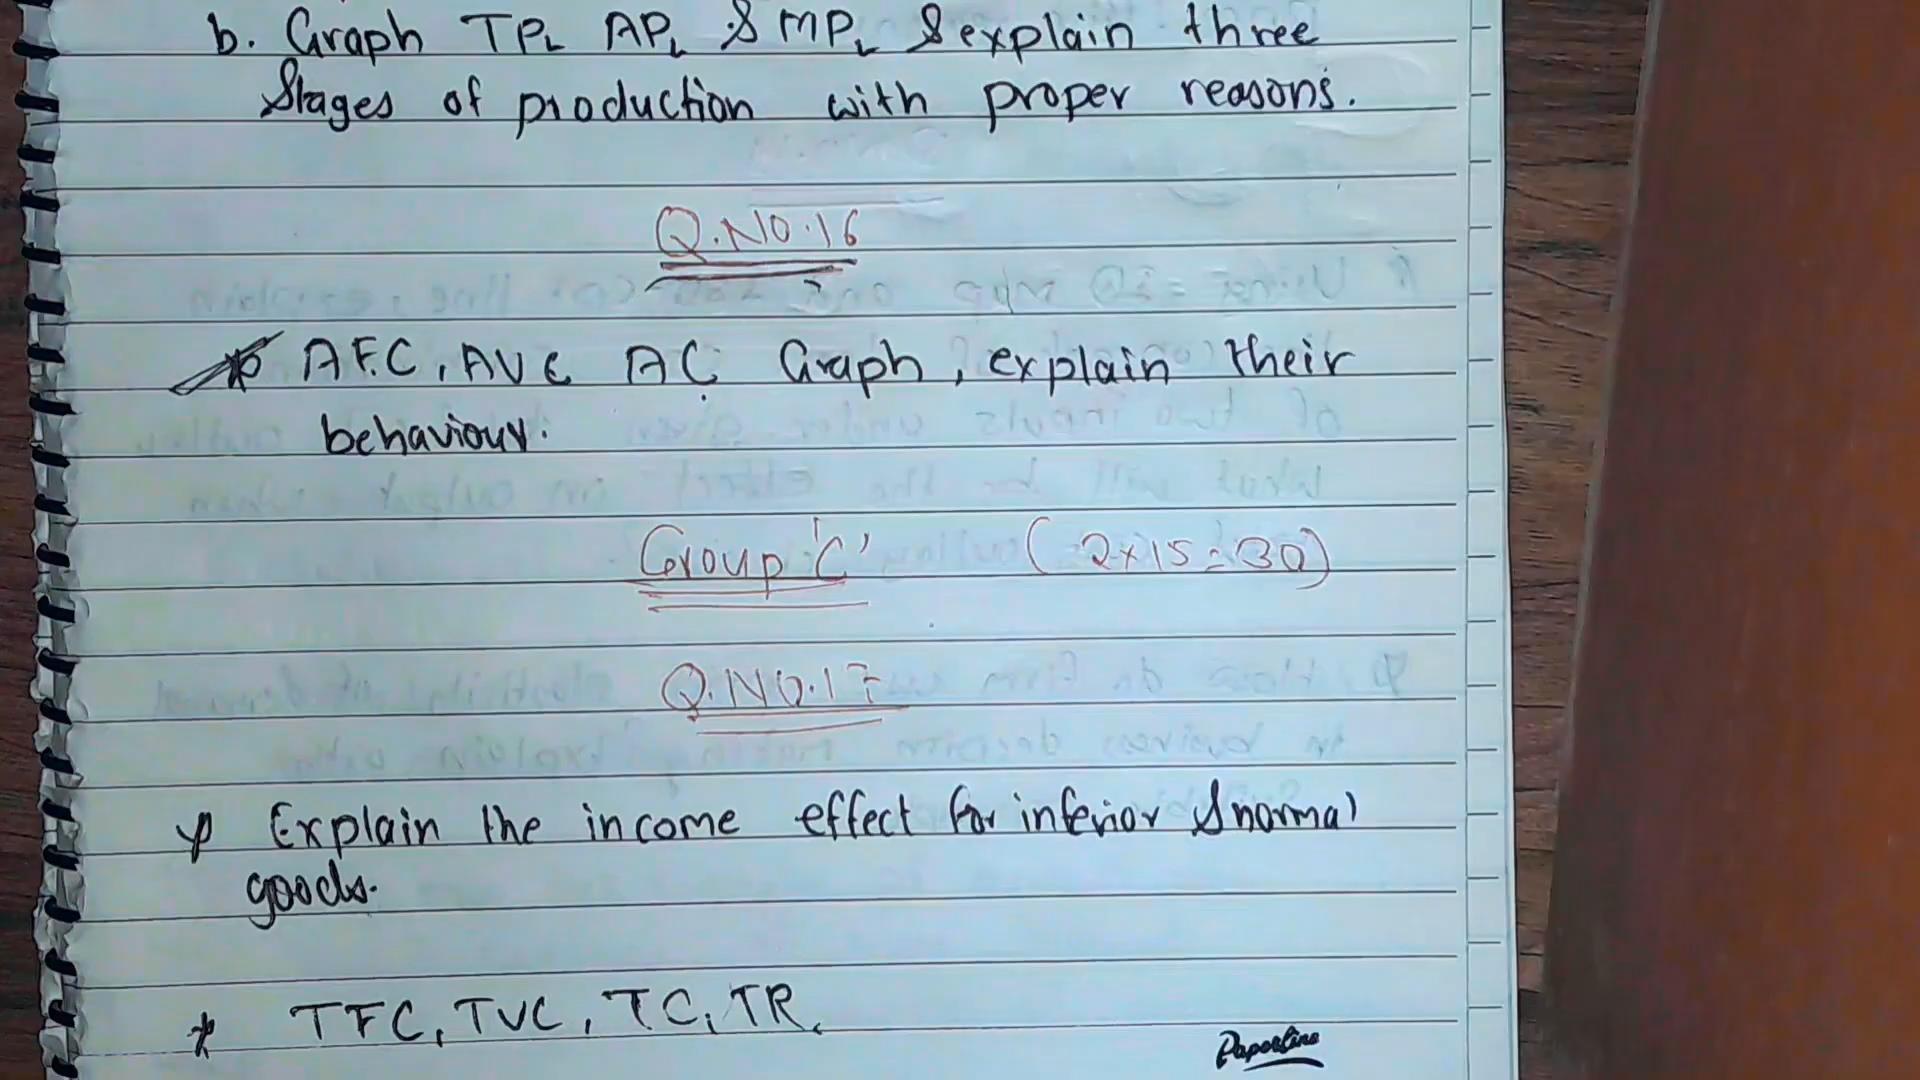 b. Graph TPL APL & MPL & explain three
Stages of production with proper reasons.
Q.NO.16
AFC, AVC AC Graph, explain their
behaviour.
Group 'C' (2x15=30)
Q.NO.17
* Explain the income effect for inferior & normal
goods.
* TFC, TVC, TC, TR,
Paperline